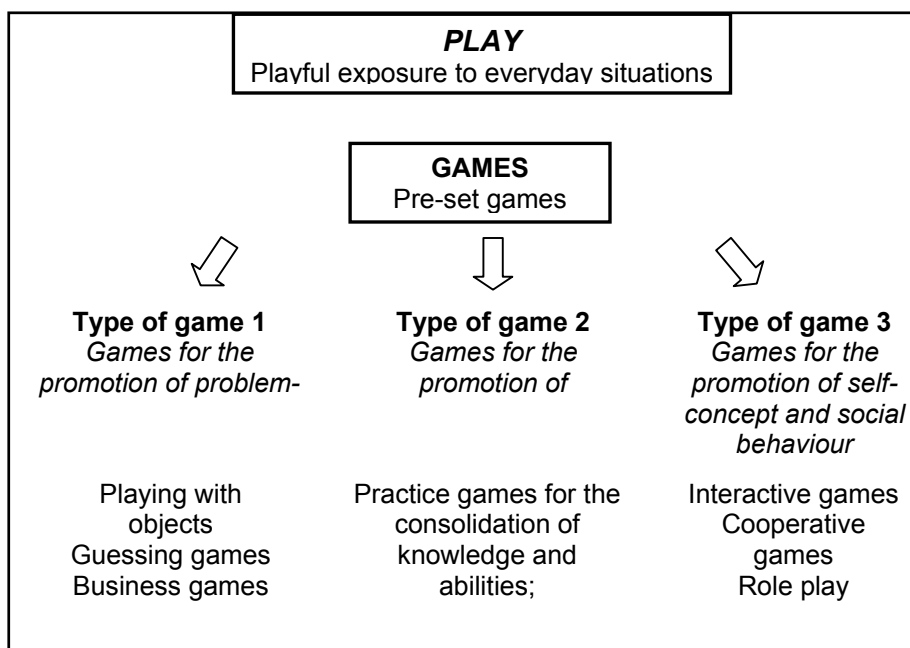 PLAY
Playful exposure to everyday situations
GAMES
Pre-set games
Type of game 1
Games for the
promotion of problem-
Type of game 2
Games for the
promotion of
Type of game 3
Games for the
promotion of self-
concept and social
behaviour
Playing with
objects
Guessing games
Business games
Practice games for the
consolidation of
knowledge and
abilities;
Interactive games
Cooperative
games
Role play